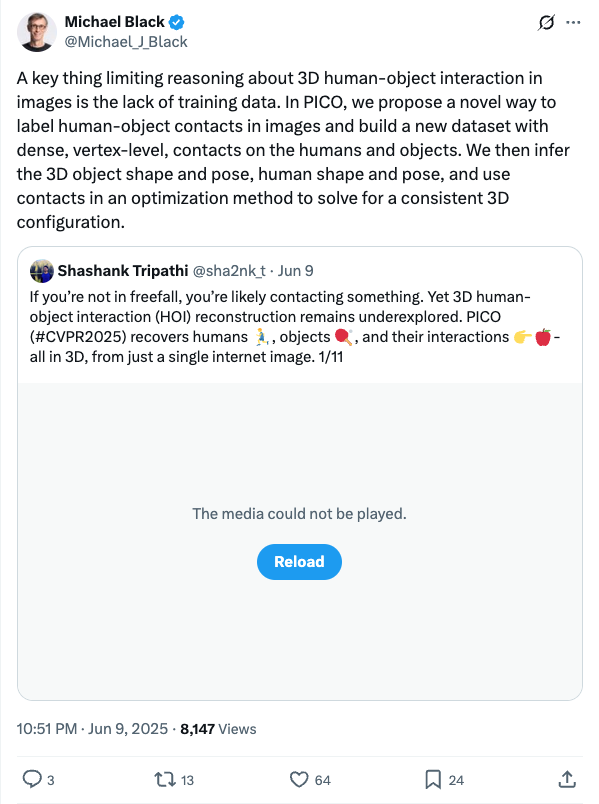 Michael Black
@Michael_J_Black
A key thing limiting reasoning about 3D human-object interaction in
images is the lack of training data. In PICO, we propose a novel way to
label human-object contacts in images and build a new dataset with
dense, vertex-level, contacts on the humans and objects. We then infer
the 3D object shape and pose, human shape and pose, and use
contacts in an optimization method to solve for a consistent 3D
configuration.
Shashank Tripathi @sha2nk_t · Jun 9
If you’re not in freefall, you’re likely contacting something. Yet 3D human-
object interaction (HOI) reconstruction remains underexplored. PICO
(#CVPR2025) recovers humans 🏃, objects 🏓, and their interactions 👉🍎-
all in 3D, from just a single internet image. 1/11
The media could not be played.
Reload
10:51 PM · Jun 9, 2025 · 8,147 Views
3 13 64 24